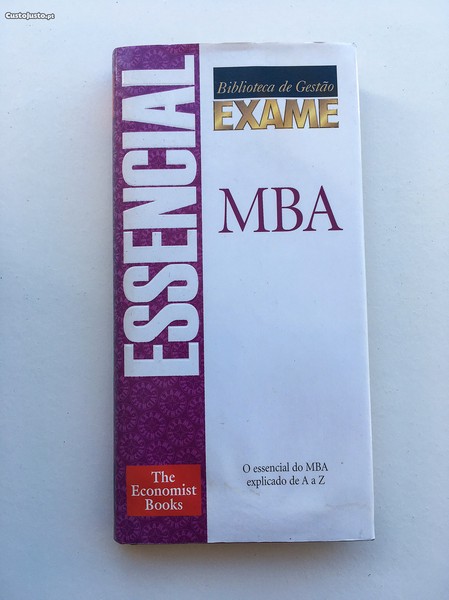 CustoJusto.pt
ESSENCIAL
Biblioteca de Gestão
EXAME
MBA
O essencial do MBA
explicado de A a Z
The
Economist
Books